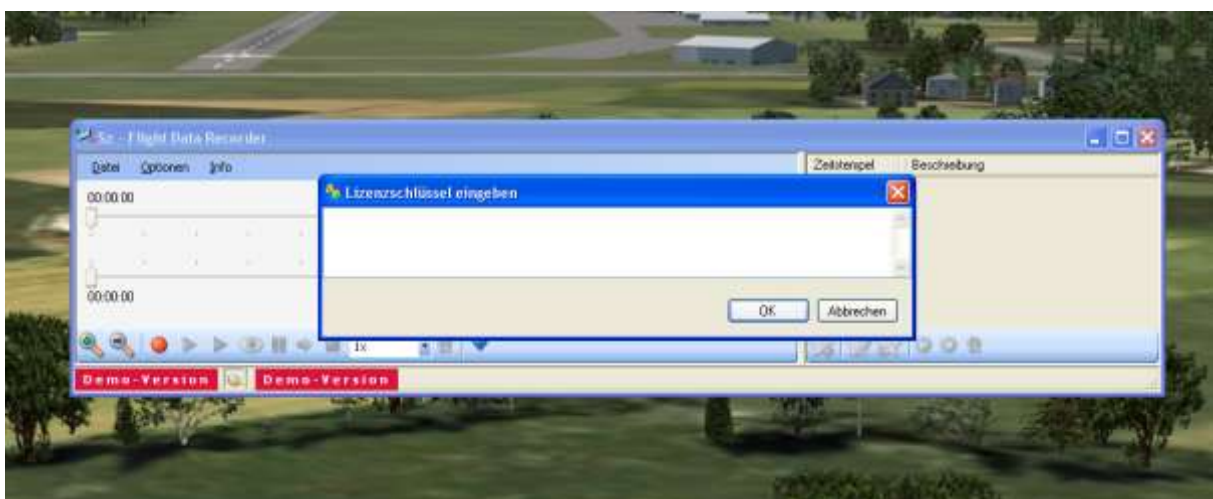 Flight Data Recorder
Datei Optionen Info
Zeitstempel Beschreibung
00:00:00
Lizenzschlüssel eingeben
00:00:00
OK Abbrechen
1x
Demo-Version Demo-Version